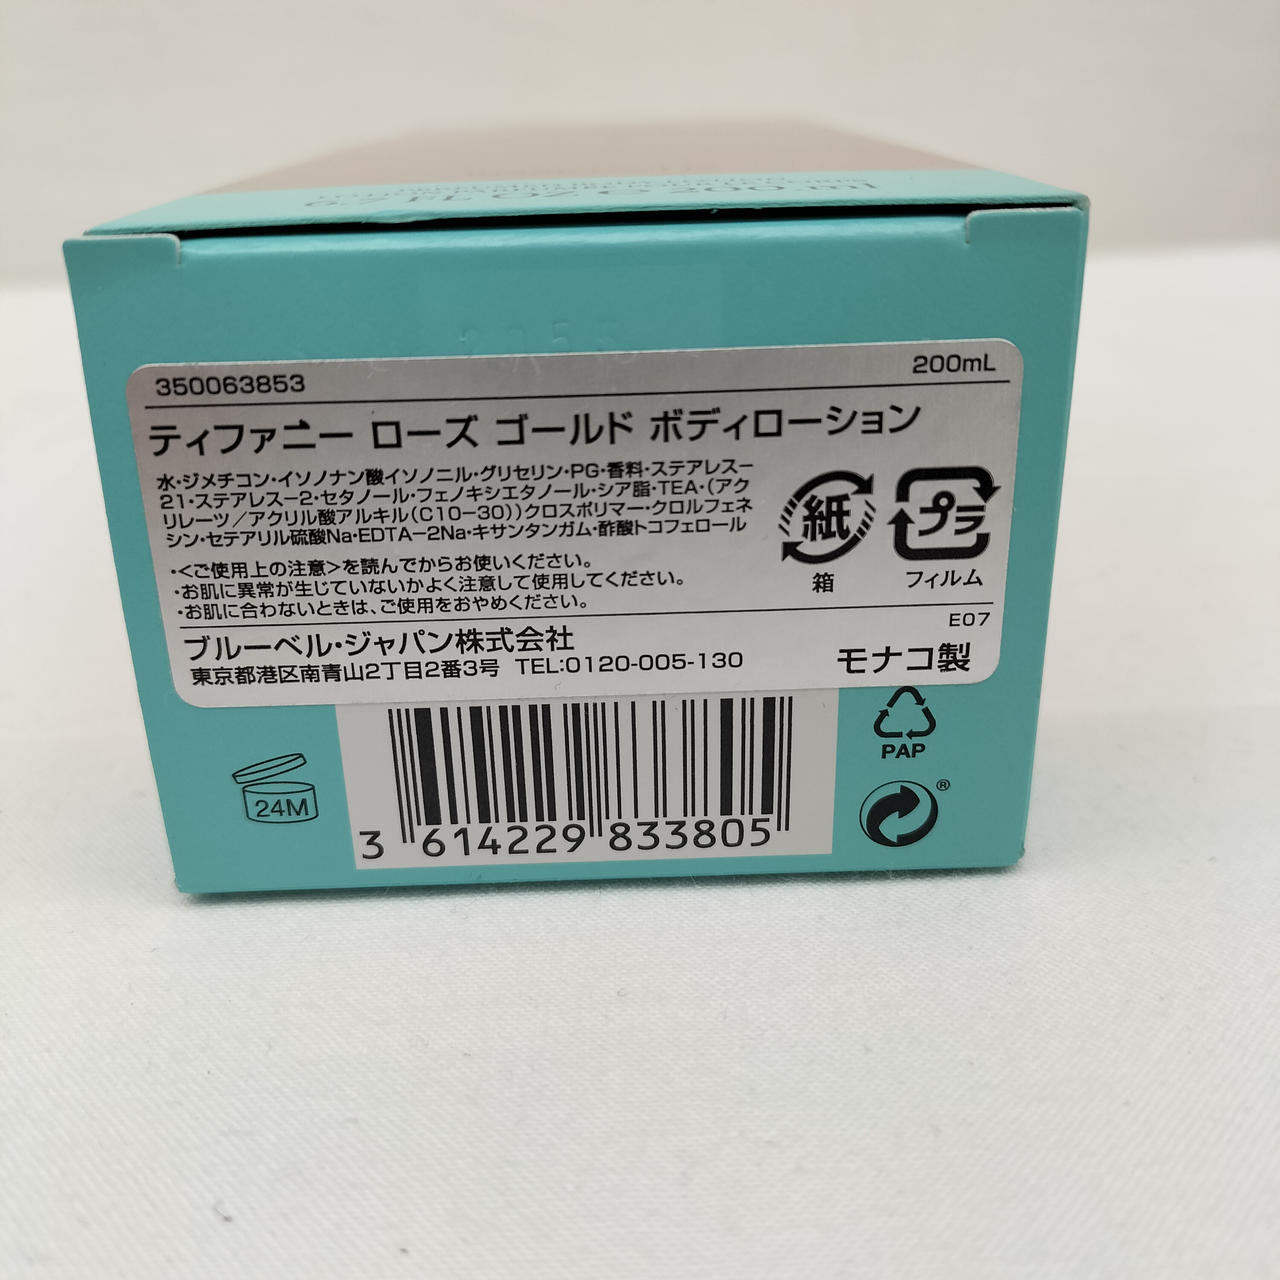 6.7 FL OZ ℮ 200 ml
2055
350063853
200mL
ティファニー ローズ ゴールド ボディローション
水・ジメチコン・イソノナン酸イソノニル・グリセリン・PG・香料・ステアレス－
21・ステアレス－2・セタノール・フェノキシエタノール・シア脂・TEA・（アク
リレーツ／アクリル酸アルキル（C10－30））クロスポリマー・クロルフェネ
シン・セテアリル硫酸Na・EDTA－2Na・キサンタンガム・酢酸トコフェロール
・＜ご使用上の注意＞を読んでからお使いください。
・お肌に異常が生じていないかよく注意して使用してください。
・お肌に合わないときは、ご使用をおやめください。
紙
箱
プラ
フィルム
E07
ブルーベル・ジャパン株式会社
東京都港区南青山2丁目2番3号 TEL:0120-005-130
モナコ製
24M
3 614229 833805
PAP
®